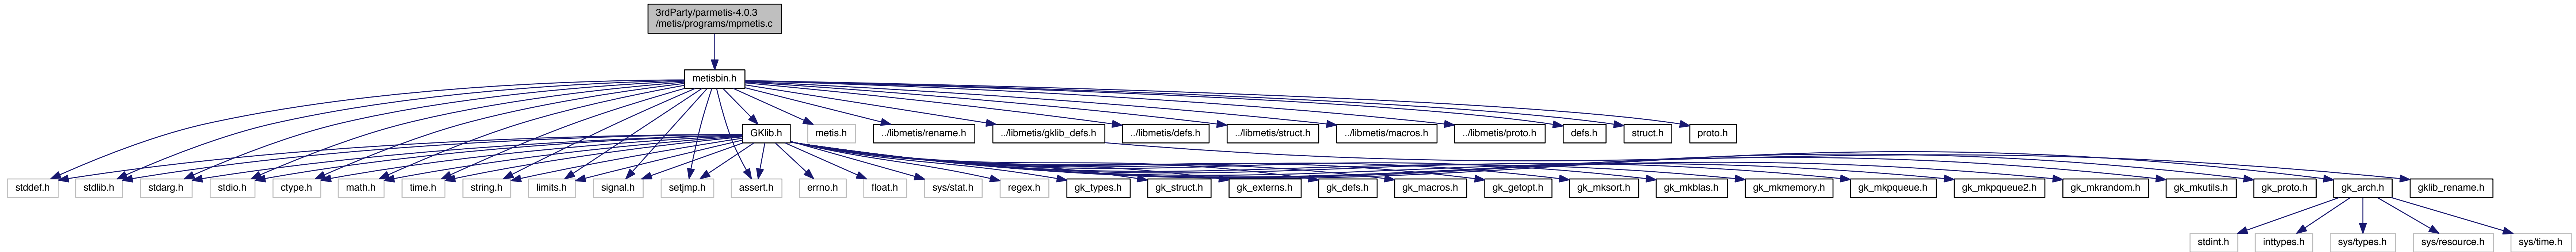 3rdParty/parmetis-4.0.3
/metis/programs/mpmetis.c
metisbin.h
GKlib.h
metis.h
../libmetis/rename.h
../libmetis/gklib_defs.h
../libmetis/defs.h
../libmetis/struct.h
../libmetis/macros.h
../libmetis/proto.h
defs.h
struct.h
proto.h
stddef.h
stdlib.h
stdarg.h
stdio.h
ctype.h
math.h
time.h
string.h
limits.h
signal.h
setjmp.h
assert.h
errno.h
float.h
sys/stat.h
regex.h
gk_types.h
gk_struct.h
gk_externs.h
gk_defs.h
gk_macros.h
gk_getopt.h
gk_mksort.h
gk_mkblas.h
gk_mkmemory.h
gk_mkpqueue.h
gk_mkpqueue2.h
gk_mkrandom.h
gk_mkutils.h
gk_proto.h
gk_arch.h
gklib_rename.h
stdint.h
inttypes.h
sys/types.h
sys/resource.h
sys/time.h